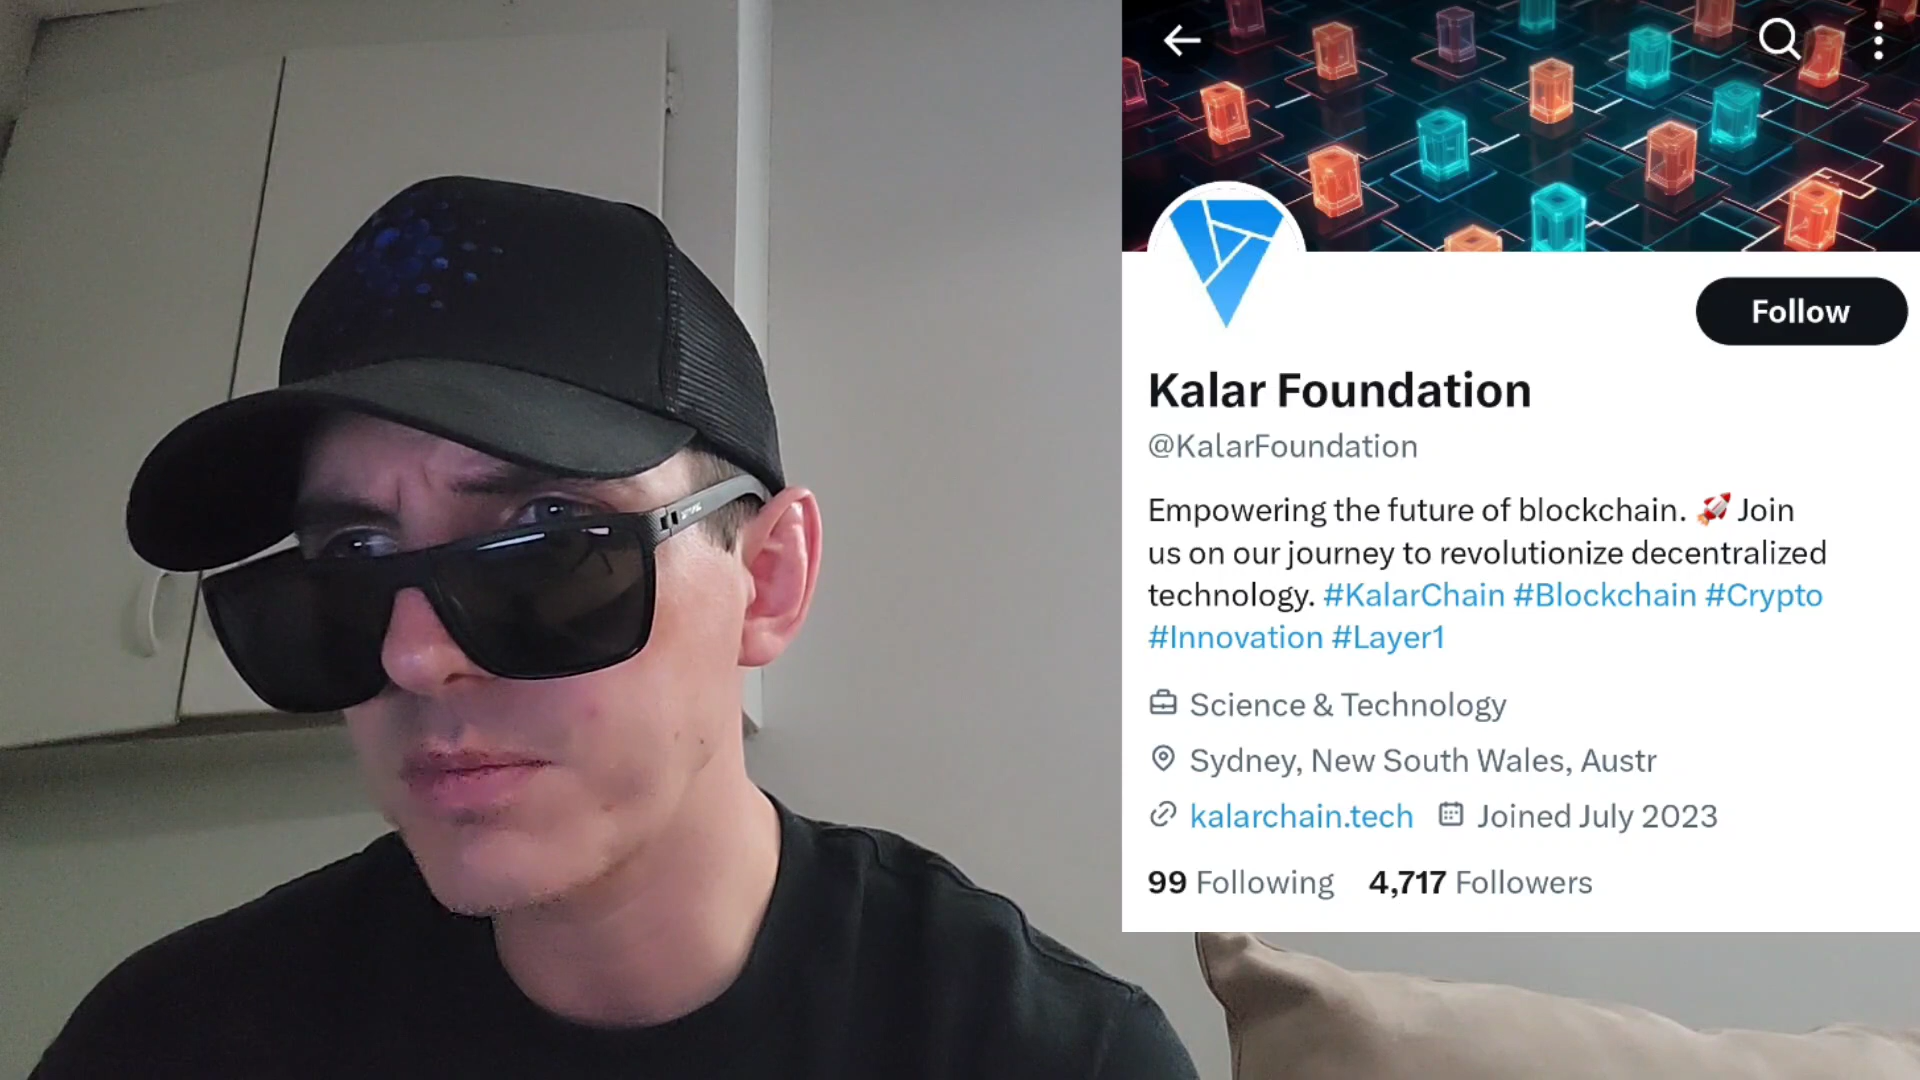 Follow
Kalar Foundation
@KalarFoundation
Empowering the future of blockchain. 🚀 Join
us on our journey to revolutionize decentralized
technology. #KalarChain #Blockchain #Crypto
#Innovation #Layer1
Science & Technology
Sydney, New South Wales, Austr
kalarchain.tech Joined July 2023
99 Following 4,717 Followers